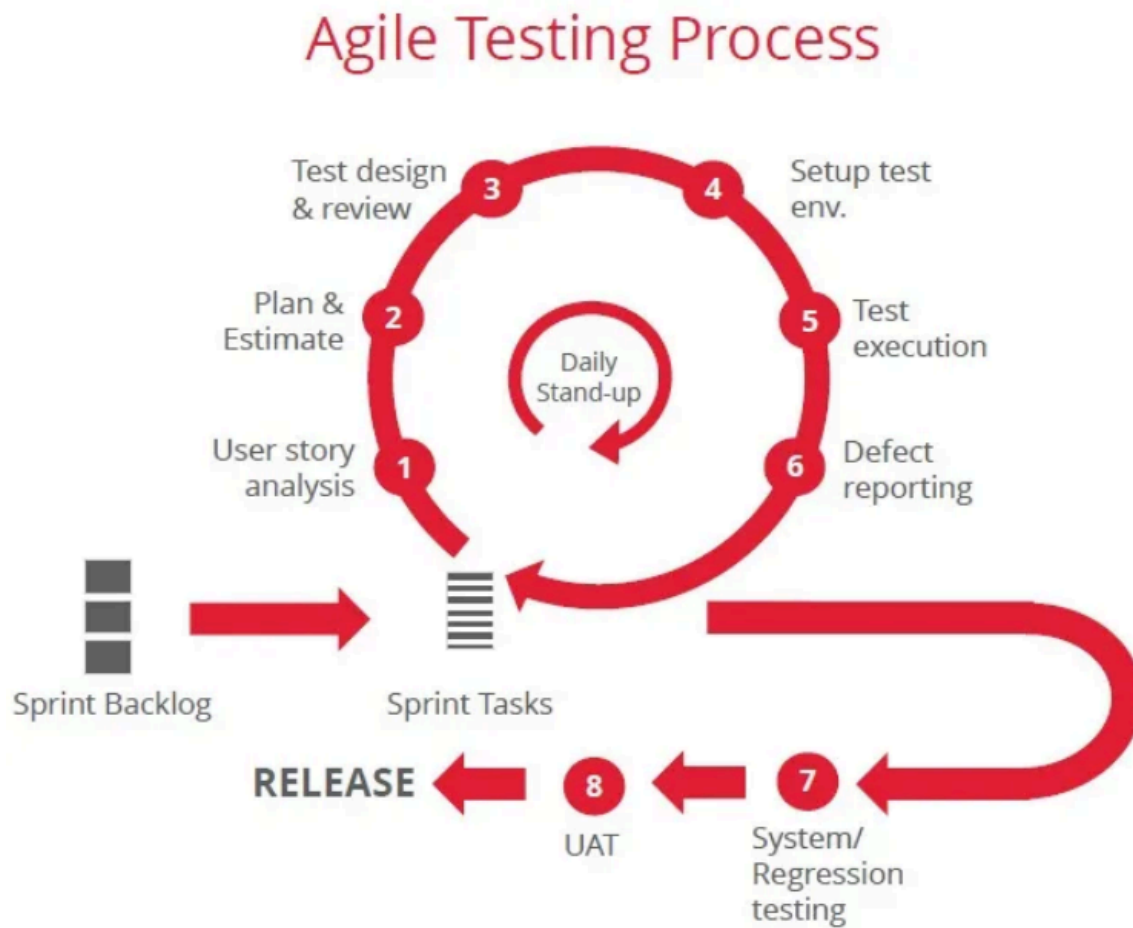 Agile Testing Process
3
Test design
& review
4
Setup test
env.
2
Plan &
Estimate
5
Test
execution
Daily
Stand-up
1
User story
analysis
6
Defect
reporting
Sprint Backlog
Sprint Tasks
RELEASE
8
UAT
7
System/
Regression
testing